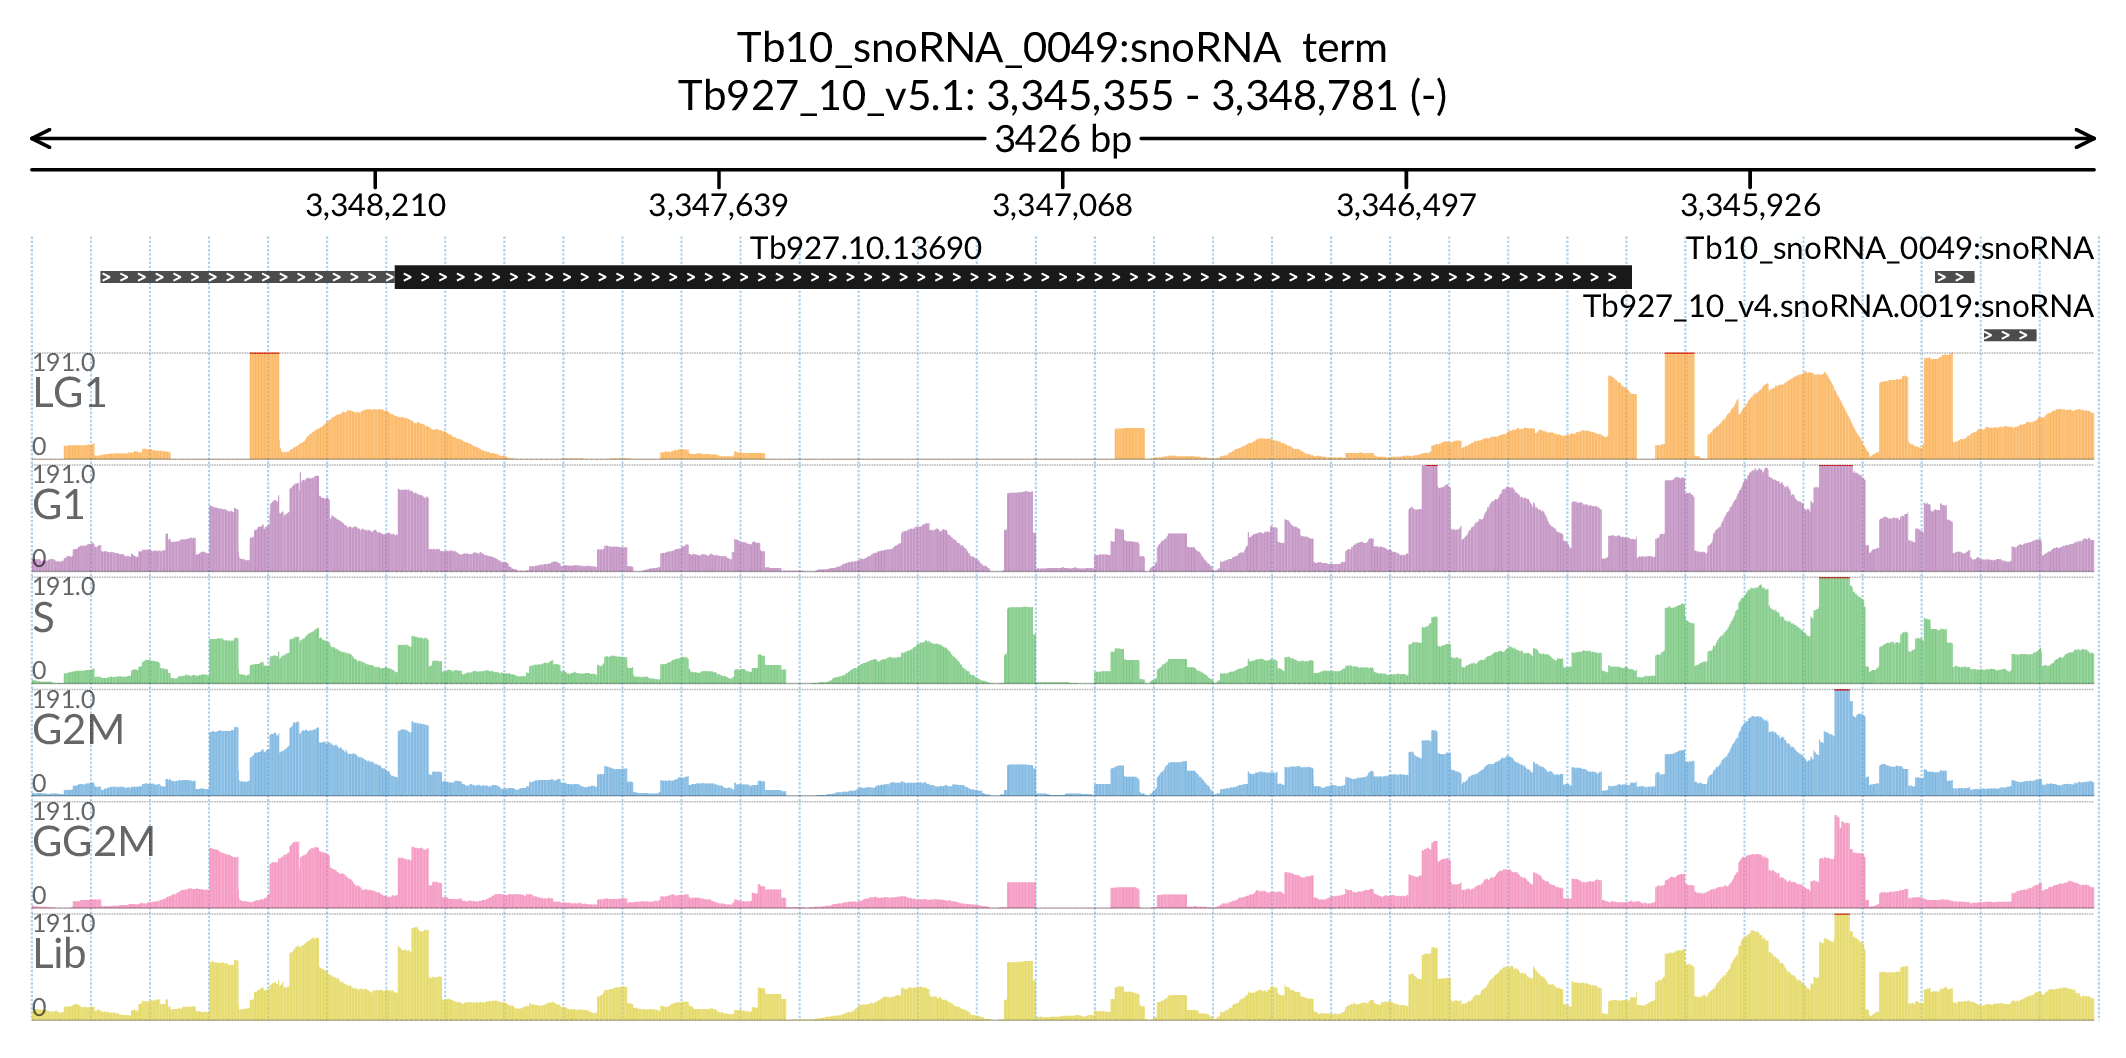 Tb10_snoRNA_0049:snoRNA term
Tb927_10_v5.1: 3,345,355 - 3,348,781 (-)
3426 bp
3,348,210 3,347,639 3,347,068 3,346,497 3,345,926
Tb927.10.13690 Tb10_snoRNA_0049:snoRNA
Tb927_10_v4.snoRNA.0019:snoRNA
191.0
LG1
0
191.0
G1
0
191.0
S
0
191.0
G2M
0
191.0
GG2M
0
191.0
Lib
0